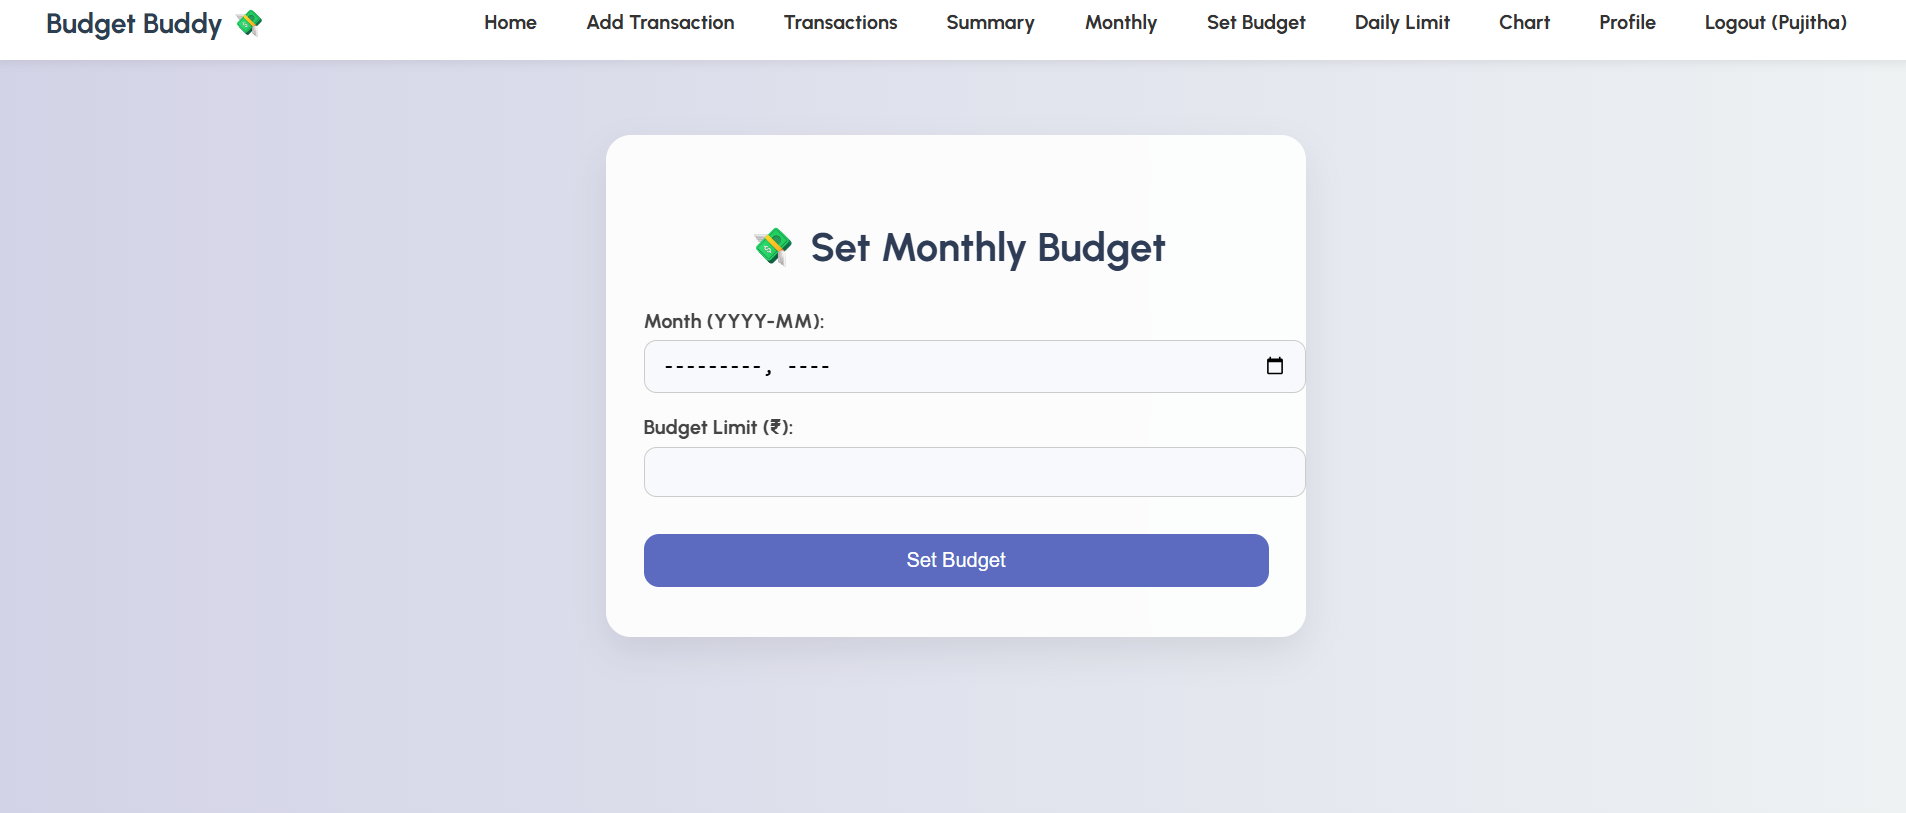 Budget Buddy 💸 Home Add Transaction Transactions Summary Monthly Set Budget Daily Limit Chart Profile Logout (Pujitha)
💸 Set Monthly Budget
Month (YYYY-MM):
---------, ----
Budget Limit (₹):
Set Budget